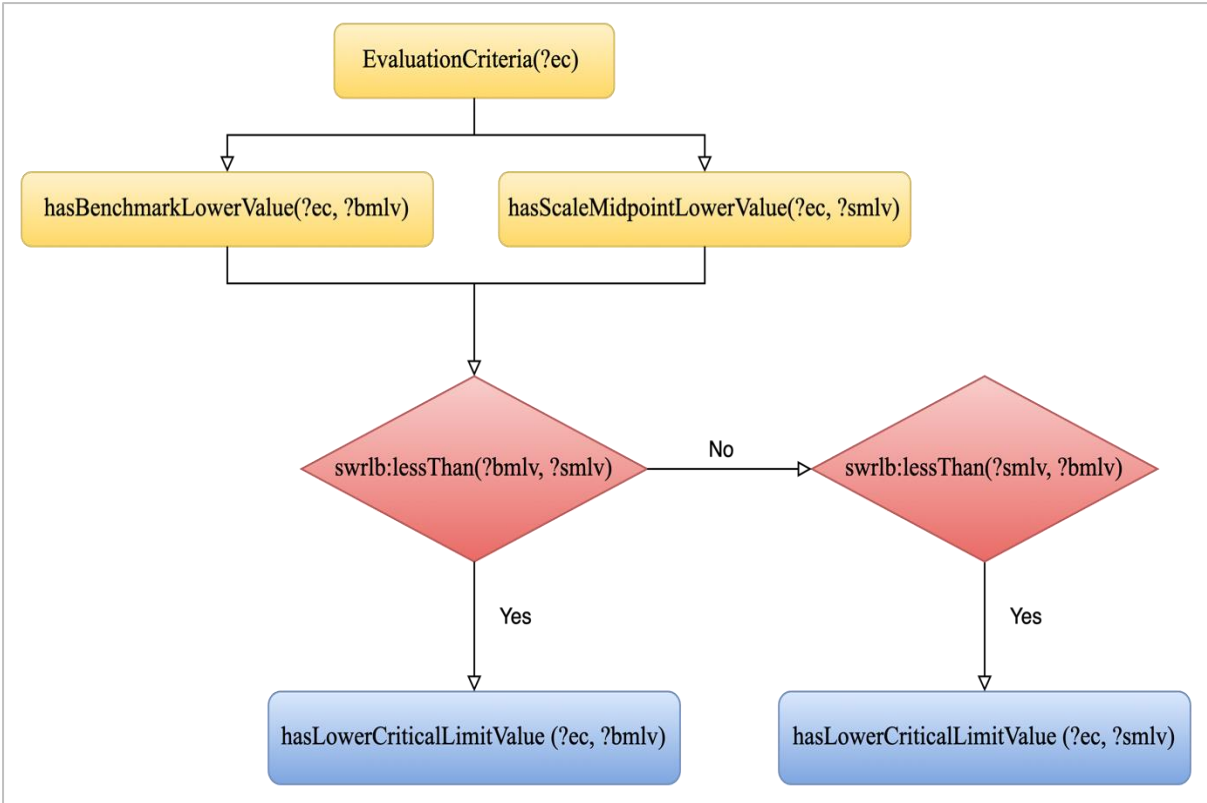 EvaluationCriteria(?ec)
hasBenchmarkLowerValue(?ec, ?bmlv)
hasScaleMidpointLowerValue(?ec, ?smlv)
swrlb:lessThan(?bmlv, ?smlv)
No
swrlb:lessThan(?smlv, ?bmlv)
Yes
Yes
hasLowerCriticalLimitValue (?ec, ?bmlv)
hasLowerCriticalLimitValue (?ec, ?smlv)